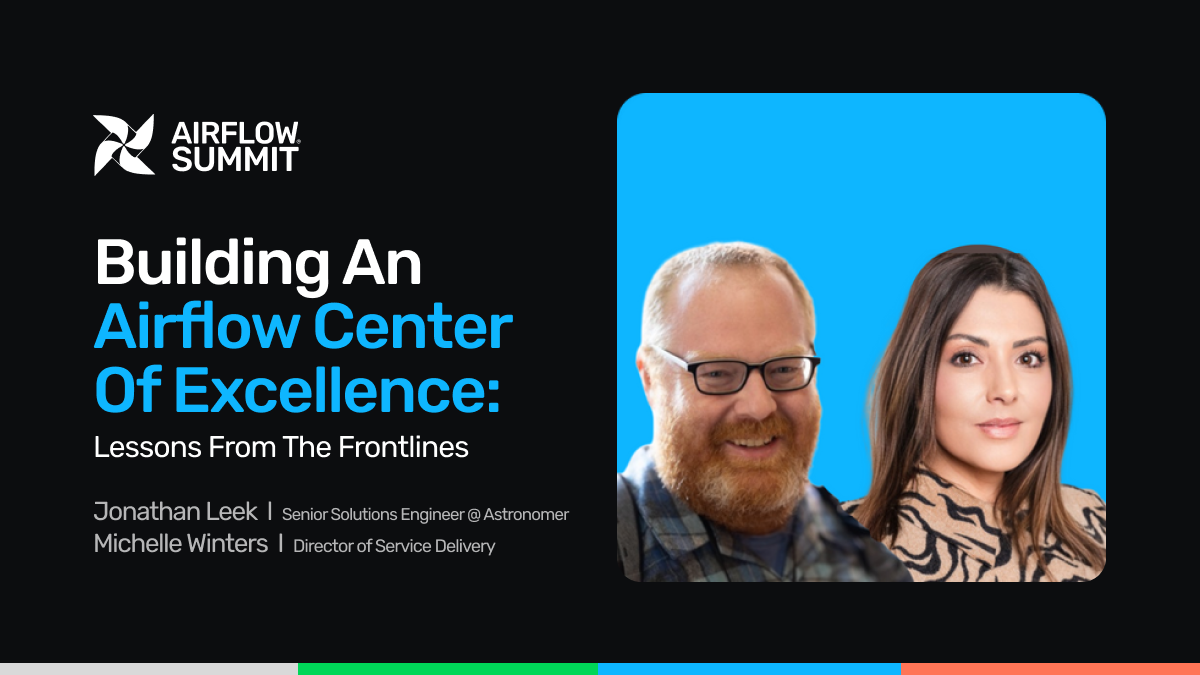 AIRFLOW
SUMMIT
Building An
Airflow Center
Of Excellence:
Lessons From The Frontlines
Jonathan Leek | Senior Solutions Engineer @ Astronomer
Michelle Winters | Director of Service Delivery